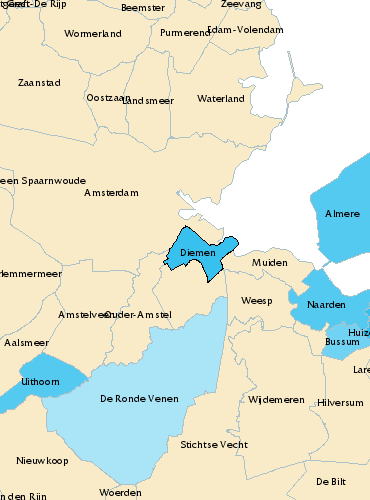 Graft-De Rijp
Beemster
Zeevang
Wormerland
Purmerend
Edam-Volendam
Zaanstad
Oostzaan
Landsmeer
Waterland
een Spaarnwoude
Amsterdam
Almere
Diemen
Muiden
lemmermeer
Weesp
Naarden
Amstelveen
Ouder-Amstel
Huiz
Aalsmeer
Bussum
Lare
Uithoorn
De Ronde Venen
Wijdemeren
Hilversum
Stichtse Vecht
Nieuwkoop
De Bilt
n den Rijn
Woerden